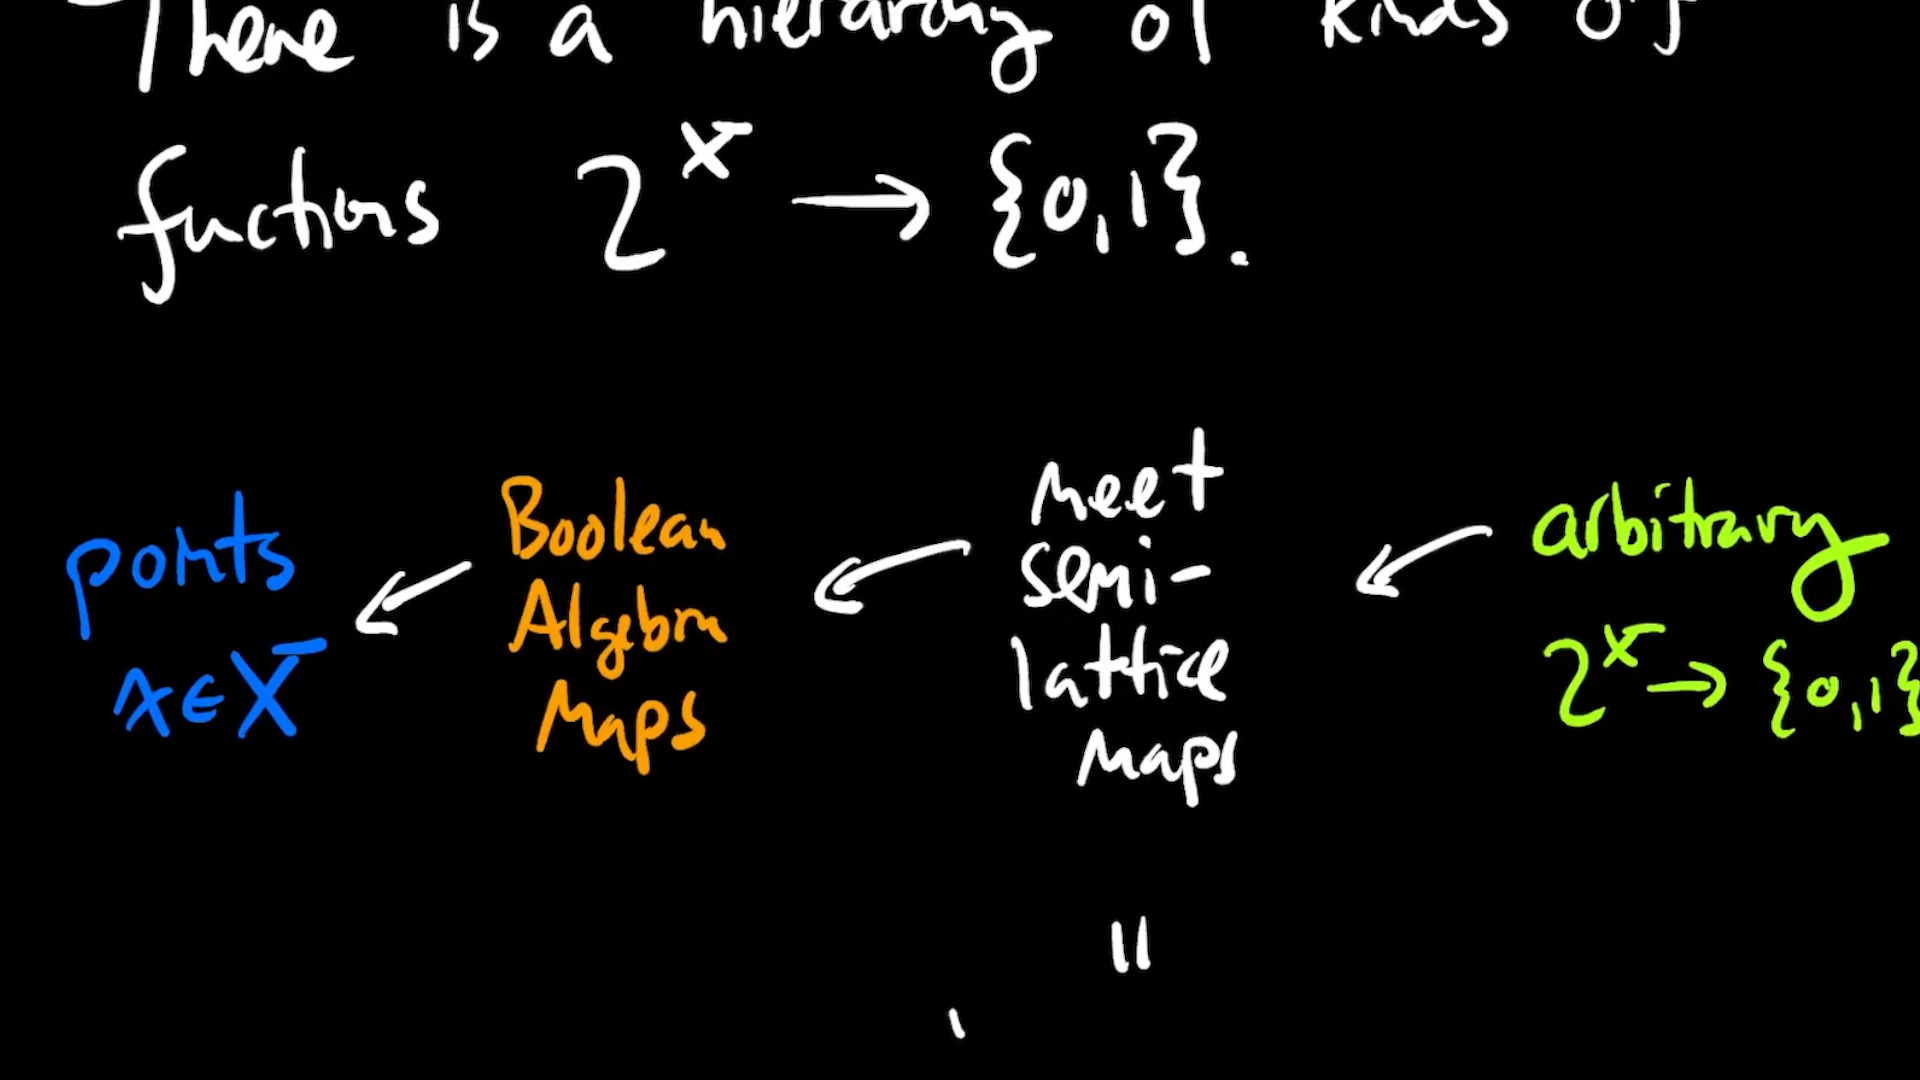 There is a hierarchy of kinds of
functions 2^X → {0,1}.
points
x ∈ X
←
Boolean
Algebra
Maps
←
meet
semi-
lattice
maps
←
arbitrary
2^X → {0,1}
||